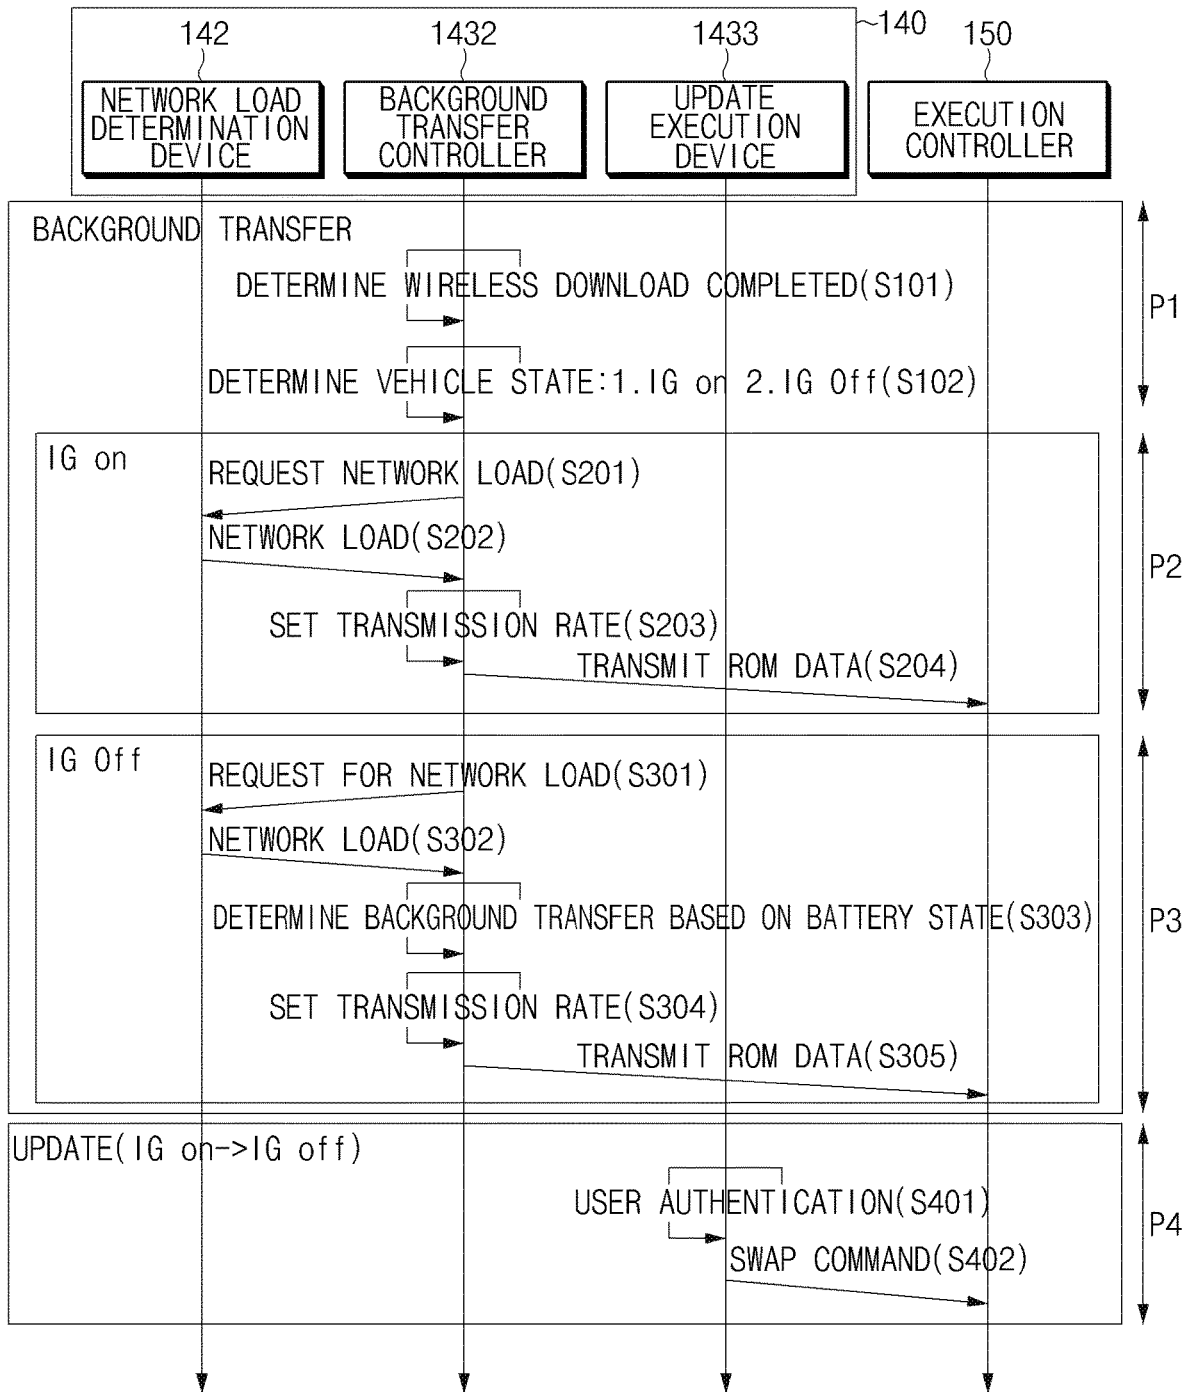 142
1432
1433
140
150
NETWORK LOAD
DETERMINATION
DEVICE
BACKGROUND
TRANSFER
CONTROLLER
UPDATE
EXECUTION
DEVICE
EXECUTION
CONTROLLER
BACKGROUND TRANSFER
DETERMINE WIRELESS DOWNLOAD COMPLETED(S101)
P1
DETERMINE VEHICLE STATE:1.IG on 2.IG Off(S102)
IG on
REQUEST NETWORK LOAD(S201)
NETWORK LOAD(S202)
P2
SET TRANSMISSION RATE(S203)
TRANSMIT ROM DATA(S204)
IG Off
REQUEST FOR NETWORK LOAD(S301)
NETWORK LOAD(S302)
DETERMINE BACKGROUND TRANSFER BASED ON BATTERY STATE(S303)
P3
SET TRANSMISSION RATE(S304)
TRANSMIT ROM DATA(S305)
UPDATE(IG on->IG off)
USER AUTHENTICATION(S401)
P4
SWAP COMMAND(S402)